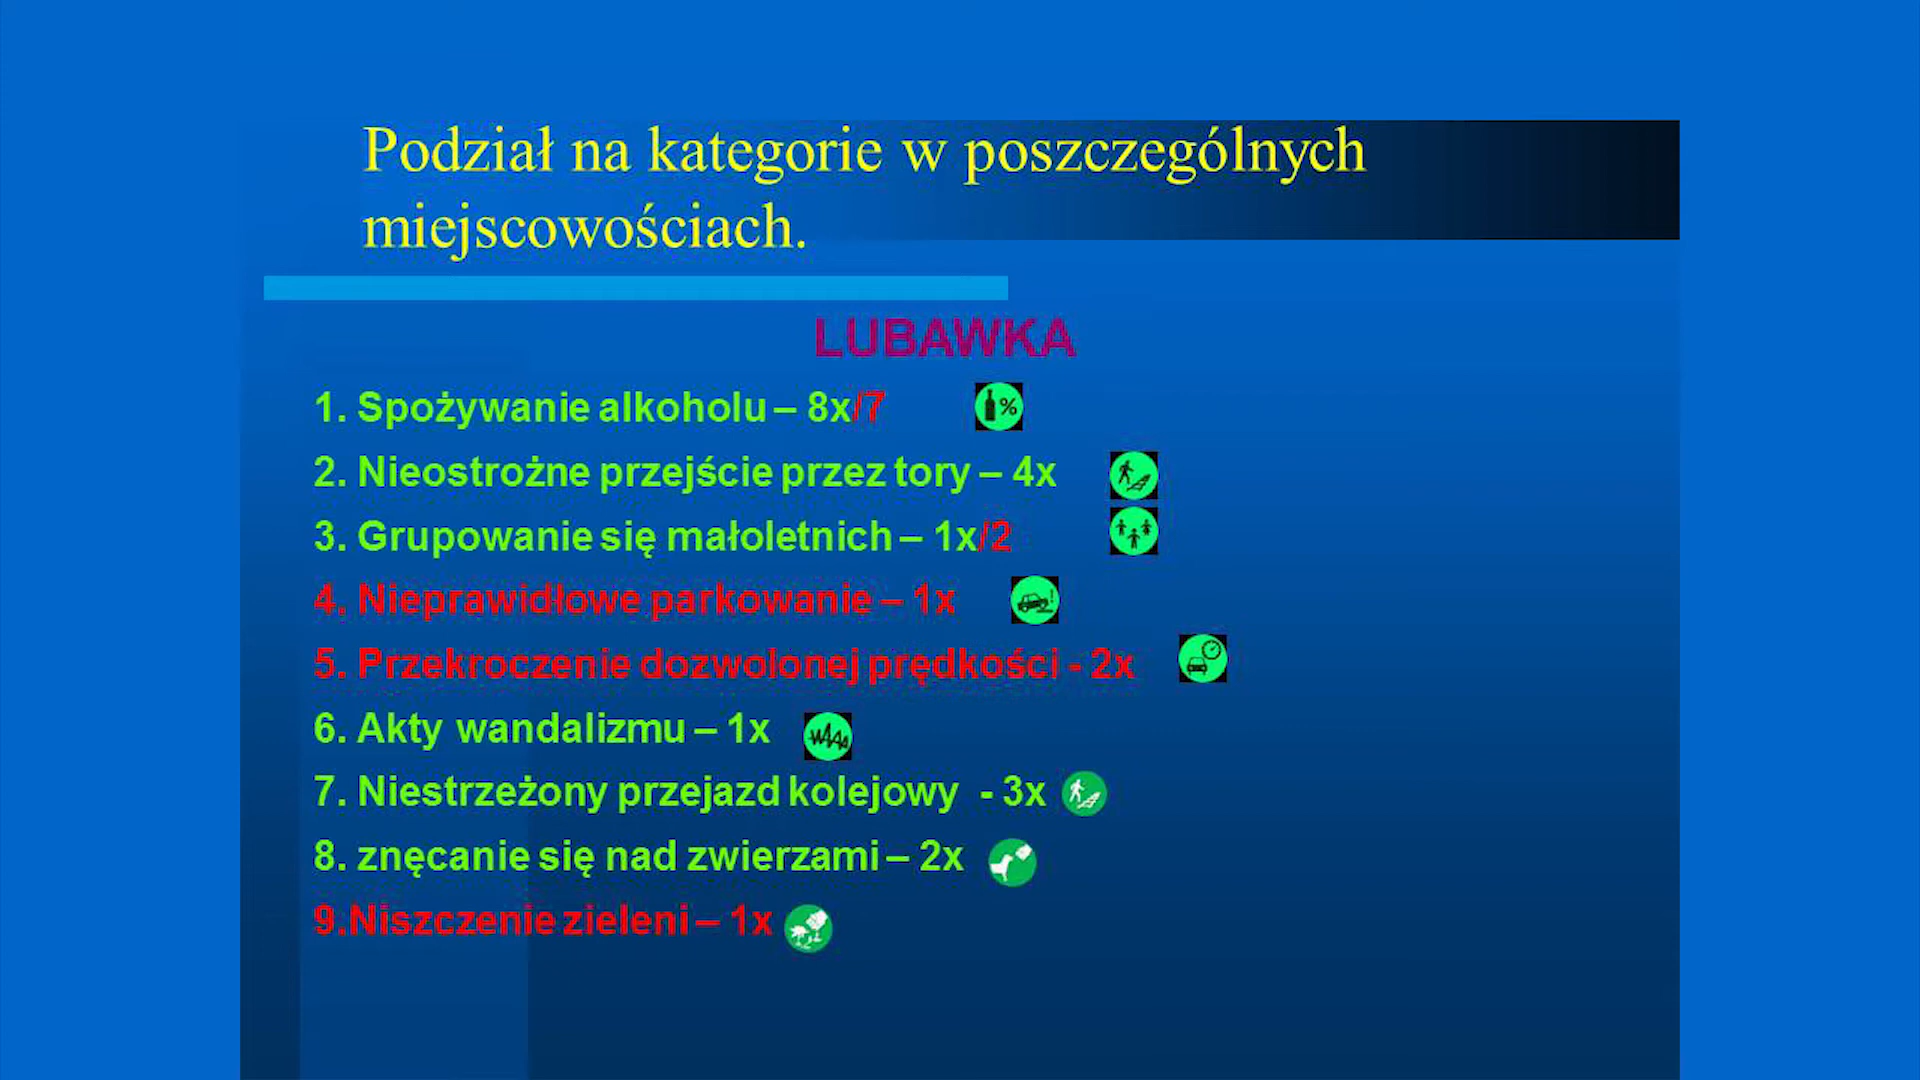 Podział na kategorie w poszczególnych
miejscowościach.
LUBAWKA
1. Spożywanie alkoholu – 8x/7
%
2. Nieostrożne przejście przez tory – 4x
3. Grupowanie się małoletnich – 1x/2
4. Nieprawidłowe parkowanie – 1x
5. Przekroczenie dozwolonej prędkości - 2x
6. Akty wandalizmu – 1x
7. Niestrzeżony przejazd kolejowy - 3x
8. znęcanie się nad zwierzami – 2x
9.Niszczenie zieleni – 1x